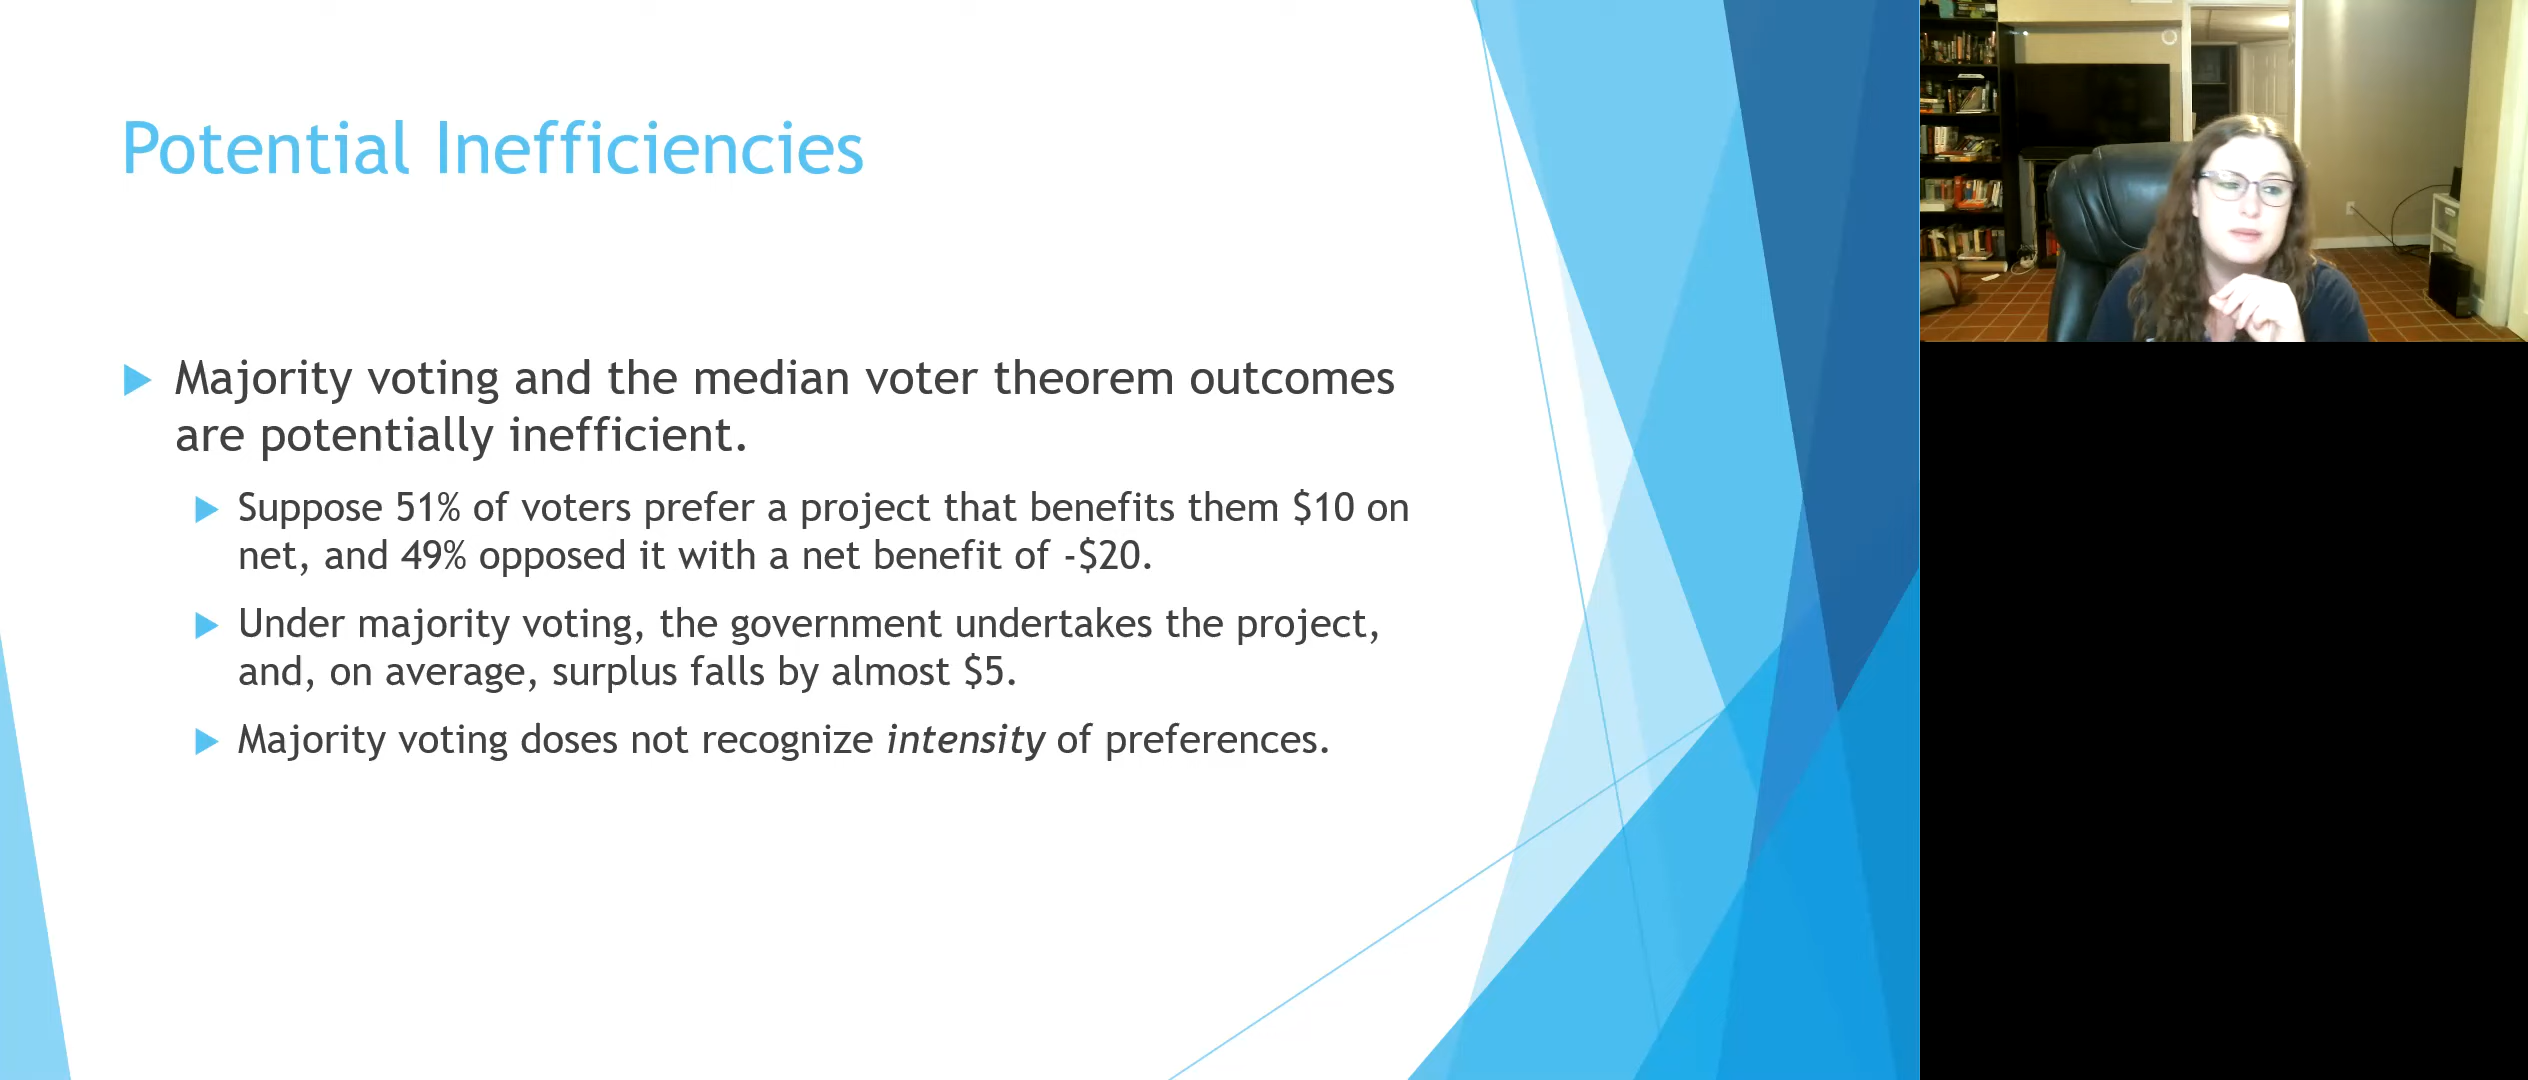 Potential Inefficiencies
Majority voting and the median voter theorem outcomes
are potentially inefficient.
Suppose 51% of voters prefer a project that benefits them $10 on
net, and 49% opposed it with a net benefit of -$20.
Under majority voting, the government undertakes the project,
and, on average, surplus falls by almost $5.
Majority voting doses not recognize intensity of preferences.